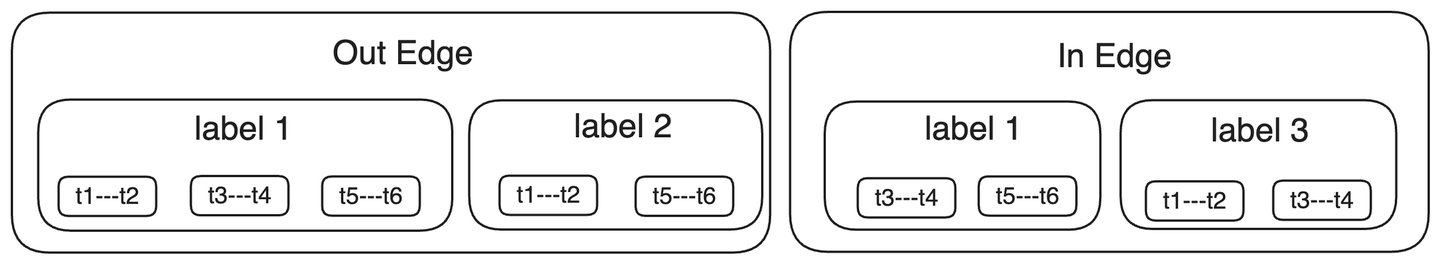 Out Edge
label 1
t1---t2
t3---t4
t5---t6
label 2
t1---t2
t5---t6
In Edge
label 1
t3---t4
t5---t6
label 3
t1---t2
t3---t4